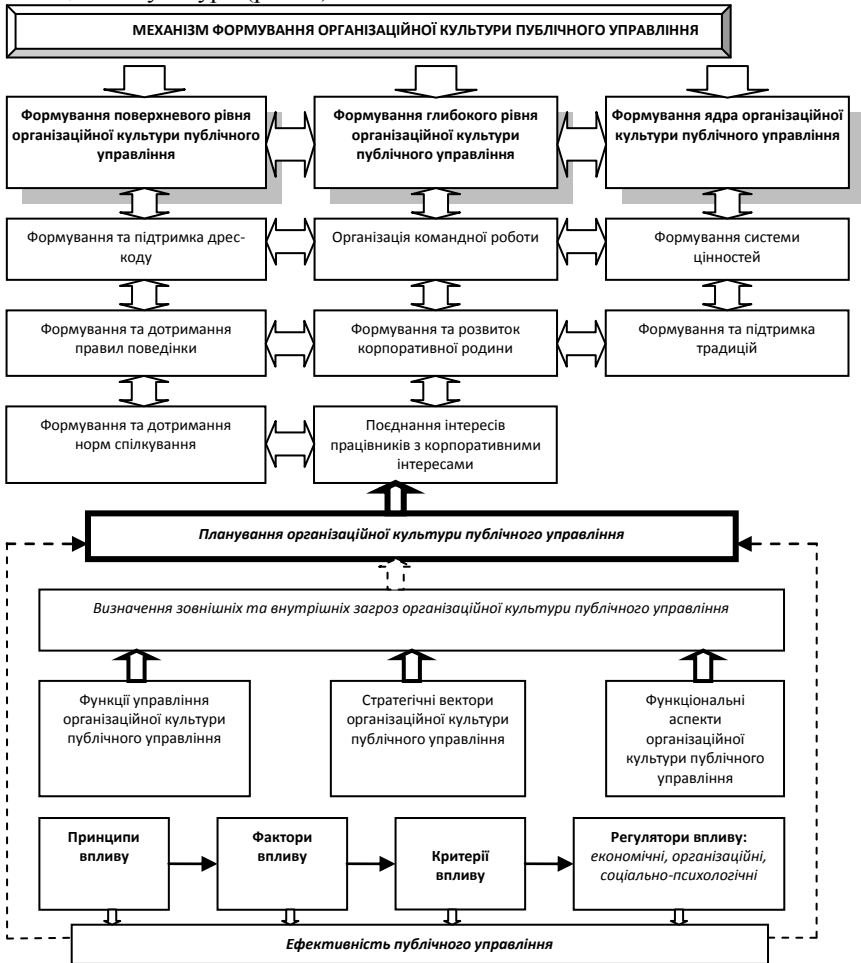 МЕХАНІЗМ ФОРМУВАННЯ ОРГАНІЗАЦІЙНОЇ КУЛЬТУРИ ПУБЛІЧНОГО УПРАВЛІННЯ
Формування поверхневого рівня
організаційної культури публічного
управління
Формування глибокого рівня
організаційної культури
публічного управління
Формування ядра організаційної
культури публічного управління
Формування та підтримка дрес-
коду
Організація командної роботи
Формування системи
цінностей
Формування та дотримання
правил поведінки
Формування та розвиток
корпоративної родини
Формування та підтримка
традицій
Формування та дотримання
норм спілкування
Поєднання інтересів
працівників з корпоративними
інтересами
Планування організаційної культури публічного управління
Визначення зовнішніх та внутрішніх загроз організаційної культури публічного управління
Функції управління
організаційної культури
публічного управління
Стратегічні вектори
організаційної культури
публічного управління
Функціональні
аспекти
організаційної
культури публічного
управління
Принципи
впливу
Фактори
впливу
Критерії
впливу
Регулятори впливу:
економічні, організаційні,
соціально-психологічні
Ефективність публічного управління